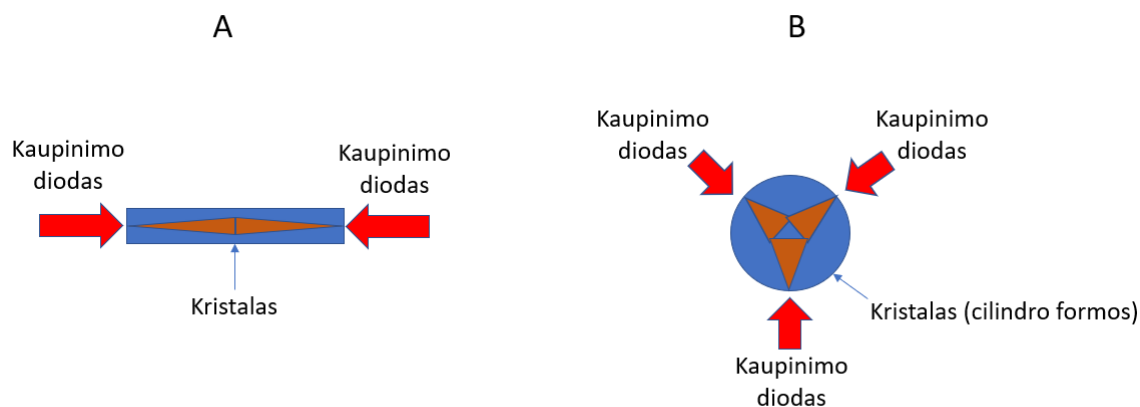 A
Kaupinimo
diodas
Kaupinimo
diodas
Kristalas
B
Kaupinimo
diodas
Kaupinimo
diodas
Kristalas (cilindro formos)
Kaupinimo
diodas